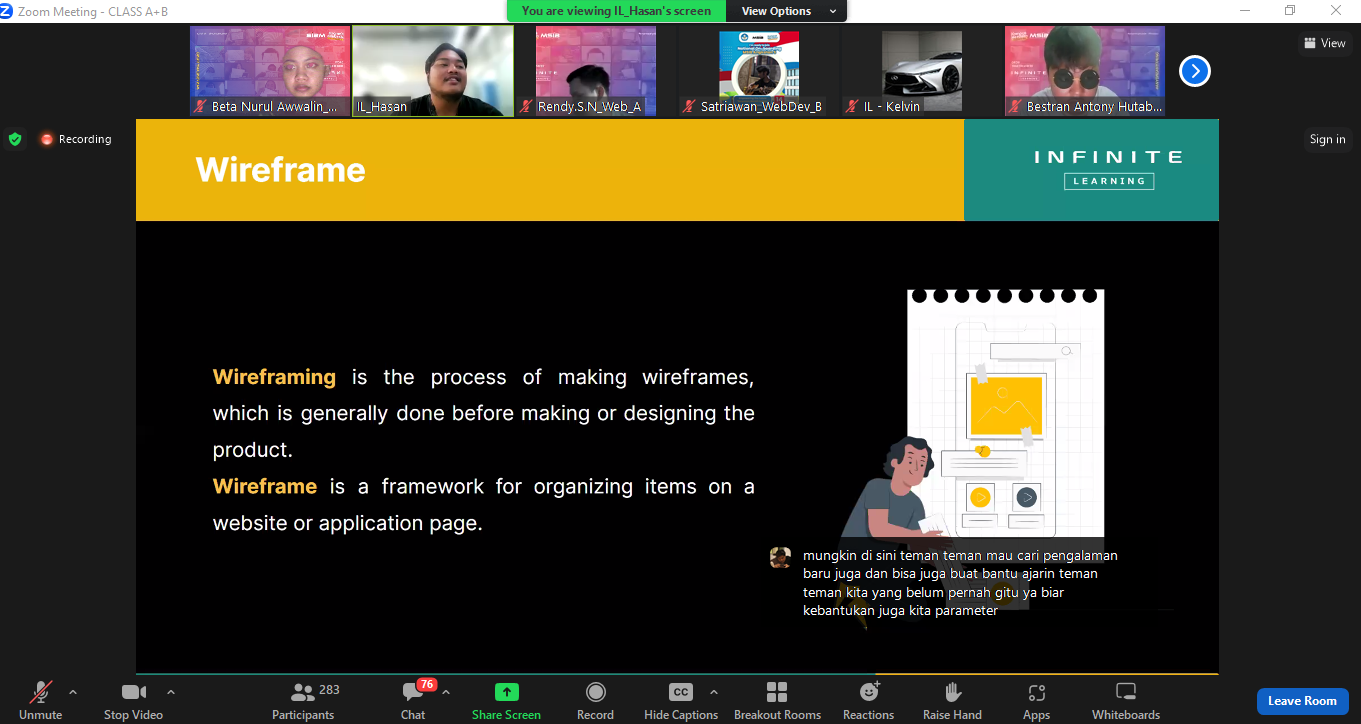 Zoom Meeting - CLASS A+B
You are viewing IL_Hasan's screen
View Options
Beta Nurul Awwalin_...
IL_Hasan
Rendy.S.N_Web_A
Satriawan_WebDev_B
IL - Kelvin
Bestran Antony Hutab...
View
Recording
Sign in
Wireframe
INFINITE
LEARNING
Wireframing is the process of making wireframes,
which is generally done before making or designing the
product.
Wireframe is a framework for organizing items on a
website or application page.
mungkin di sini teman teman mau cari pengalaman
baru juga dan bisa juga buat bantu ajarin teman
teman kita yang belum pernah gitu ya biar
kebantukan juga kita parameter
Unmute
Stop Video
283
Participants
76
Chat
Share Screen
Record
CC
Hide Captions
Breakout Rooms
Reactions
Raise Hand
Apps
Whiteboards
Leave Room